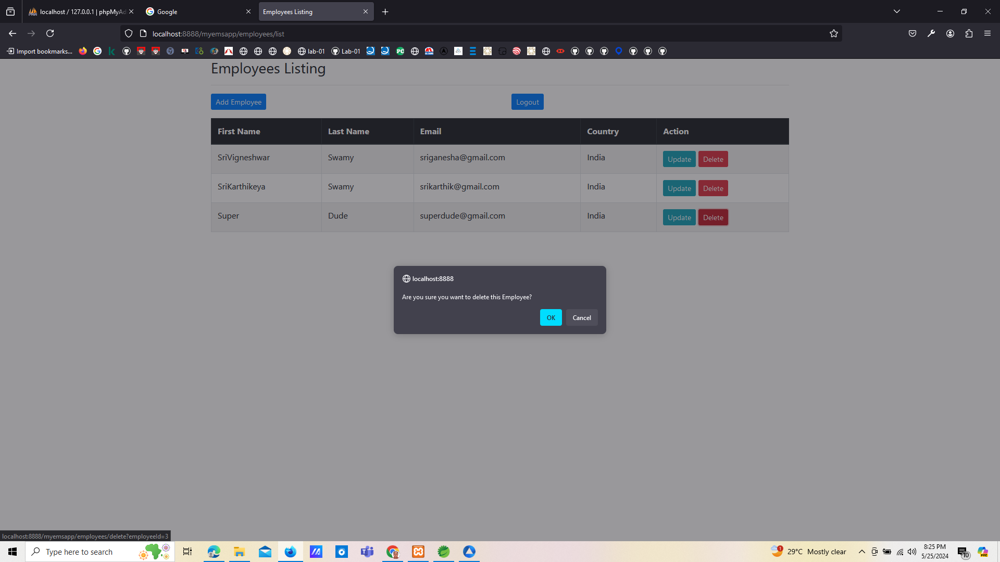 localhost / 127.0.0.1 | phpMyAd
Google
Employees Listing
localhost:8888/myemsapp/employees/list
Import bookmarks...
lab-01
Lab-01
Employees Listing
Add Employee
Logout
First Name Last Name Email Country Action
SriVigneshwar Swamy sriganesha@gmail.com India Update Delete
SriKarthikeya Swamy srikarthik@gmail.com India Update Delete
Super Dude superdude@gmail.com India Update Delete
localhost:8888
Are you sure you want to delete this Employee?
OK
Cancel
localhost:8888/myemsapp/employees/delete?employeeId=3
Type here to search
1
29°C Mostly clear
8:25 PM
5/25/2024
10
PRE